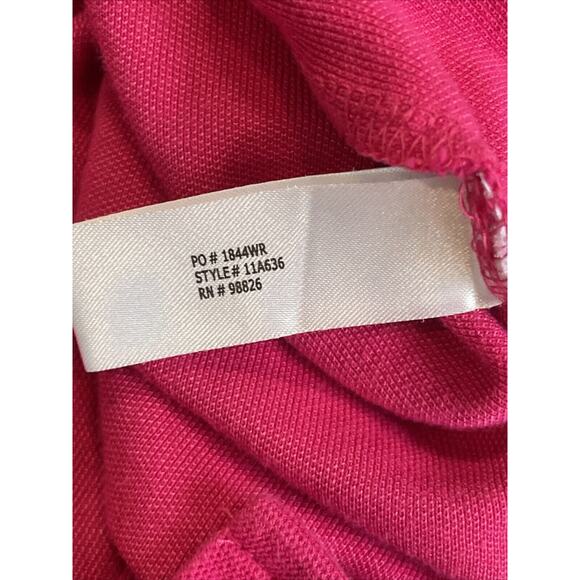 PO # 1844WR
STYLE# 11A636
RN # 98826